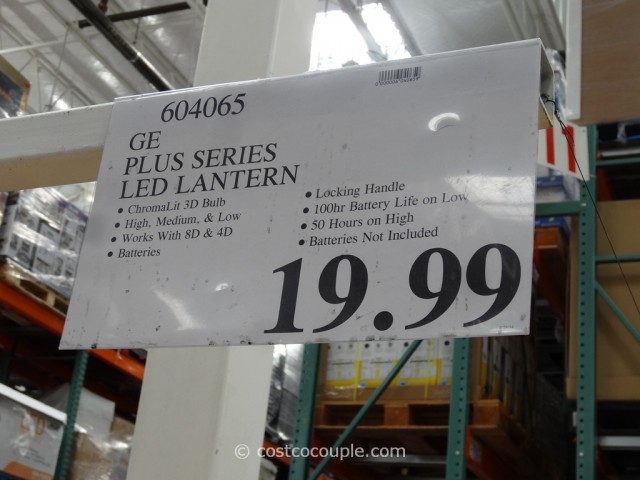 604065
GE
PLUS SERIES
LED LANTERN
• ChromaLit 3D Bulb
• High, Medium, & Low
• Works With 8D & 4D
• Batteries
• Locking Handle
• 100hr Battery Life on Low
• 50 Hours on High
• Batteries Not Included
19.99
© costcocouple.com